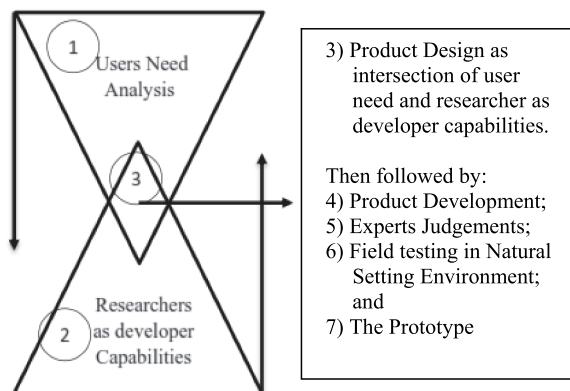 1
Users Need
Analysis
3
Researchers
as developer
Capabilities
2
3) Product Design as
intersection of user
need and researcher as
developer capabilities.
Then followed by:
4) Product Development;
5) Experts Judgements;
6) Field testing in Natural
Setting Environment;
and
7) The Prototype